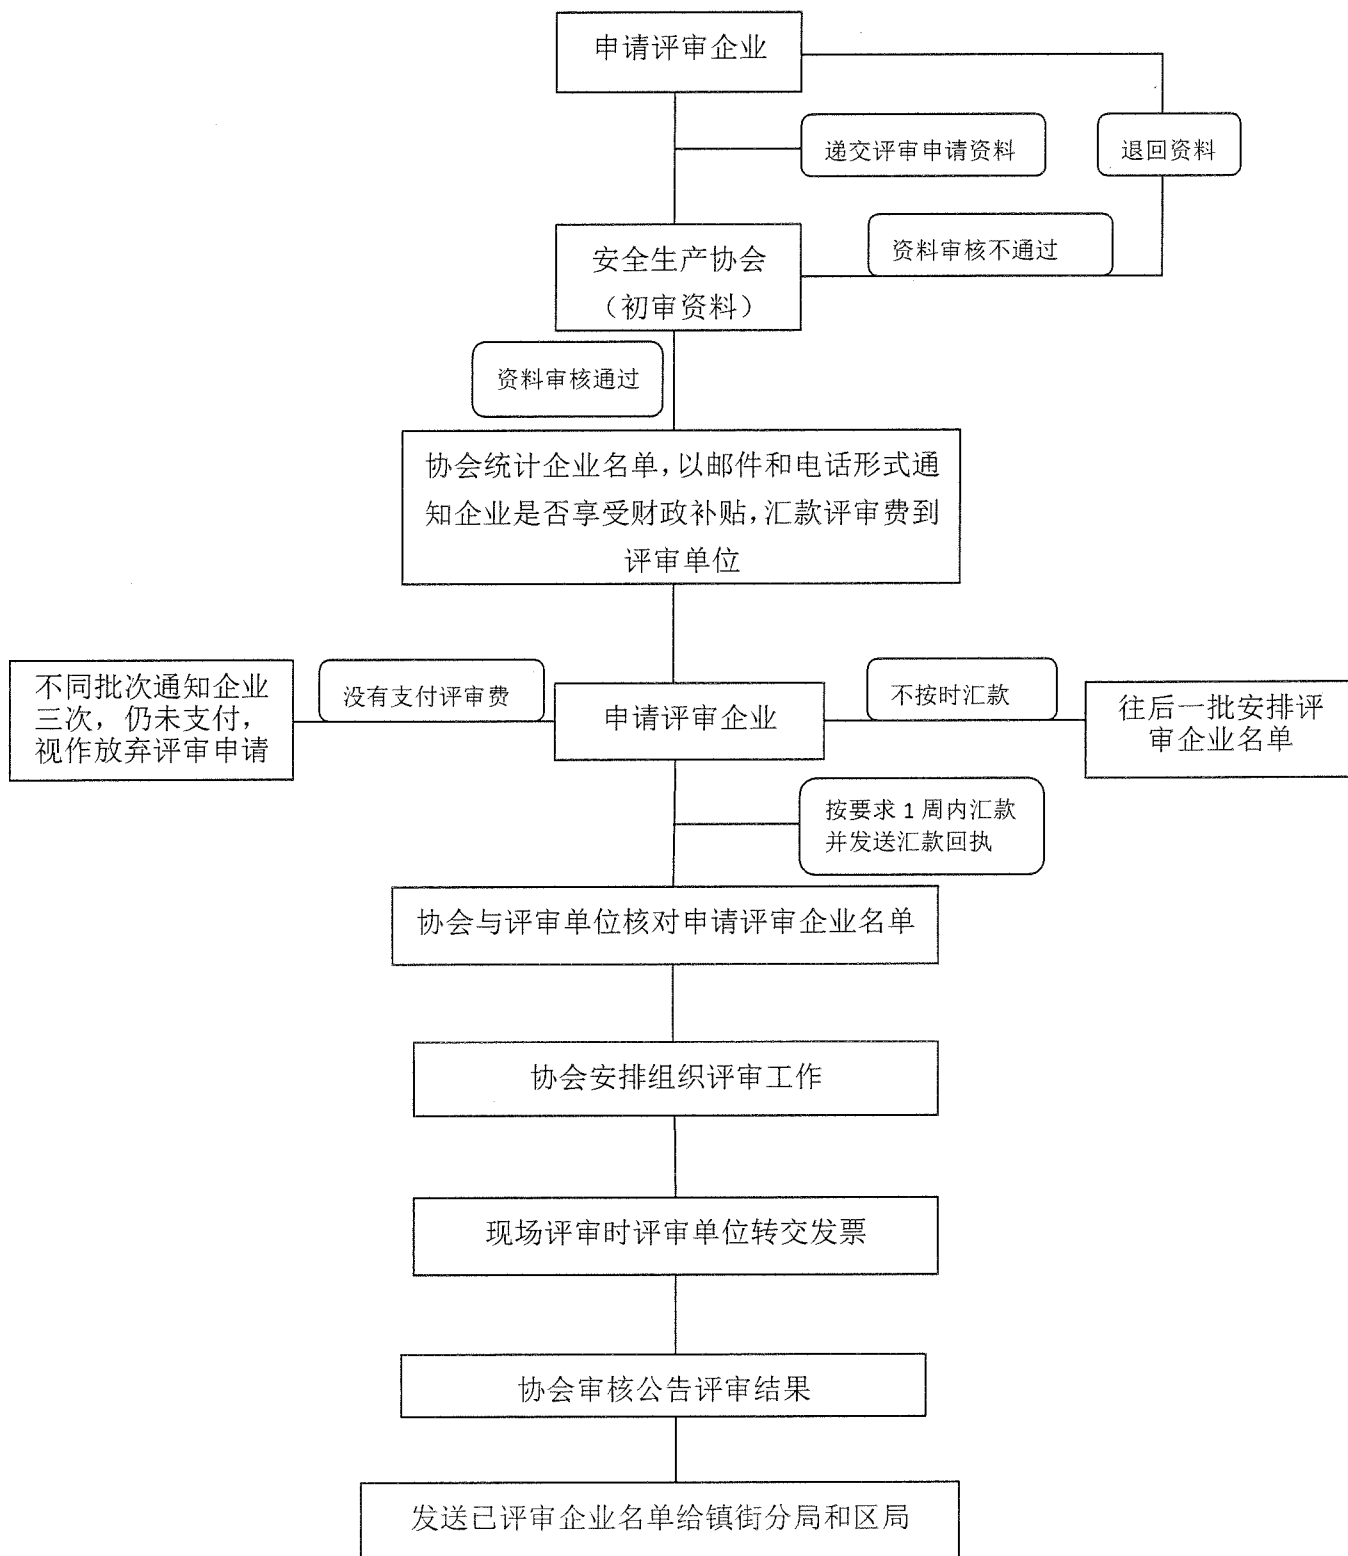 申请评审企业
递交评审申请资料
退回资料
安全生产协会
（初审资料）
资料审核不通过
资料审核通过
协会统计企业名单，以邮件和电话形式通
知企业是否享受财政补贴，汇款评审费到
评审单位
不同批次通知企业
三次，仍未支付，
视作放弃评审申请
没有支付评审费
申请评审企业
不按时汇款
往后一批安排评
审企业名单
按要求 1 周内汇款
并发送汇款回执
协会与评审单位核对申请评审企业名单
协会安排组织评审工作
现场评审时评审单位转交发票
协会审核公告评审结果
发送已评审企业名单给镇街分局和区局